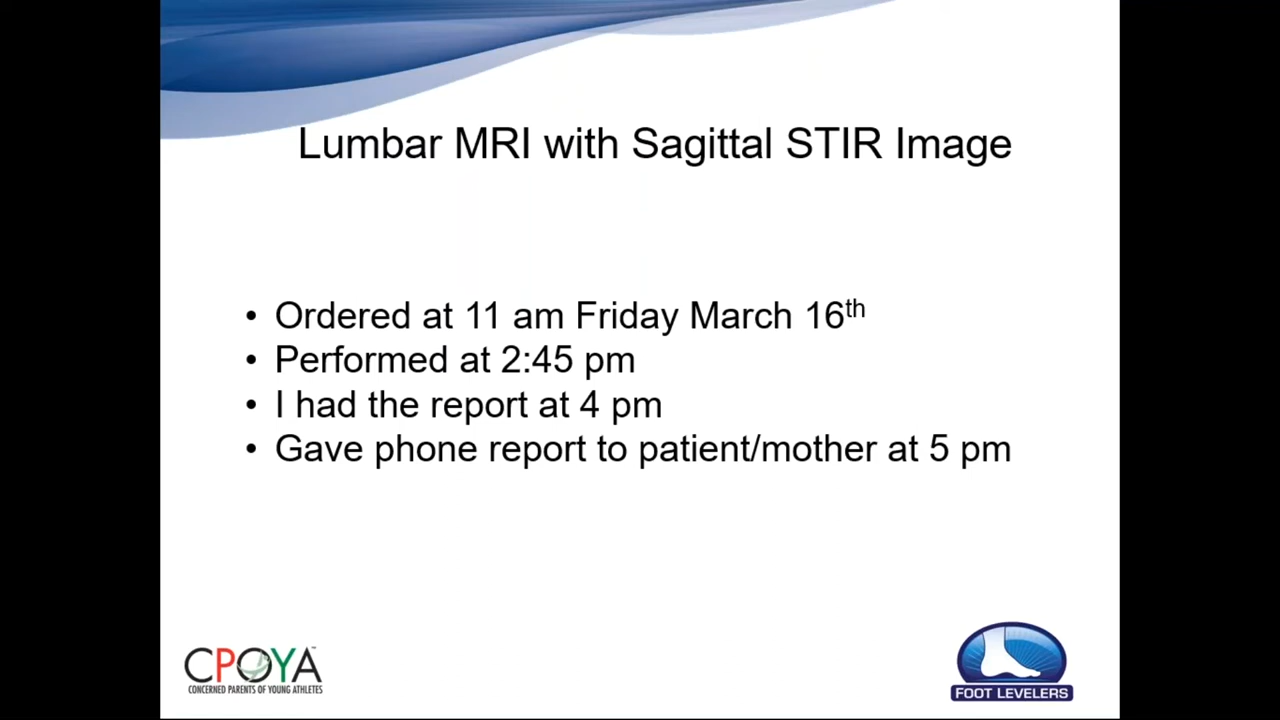 Lumbar MRI with Sagittal STIR Image
• Ordered at 11 am Friday March 16th
• Performed at 2:45 pm
• I had the report at 4 pm
• Gave phone report to patient/mother at 5 pm
CPOYA™
CONCERNED PARENTS OF YOUNG ATHLETES
FOOT LEVELERS